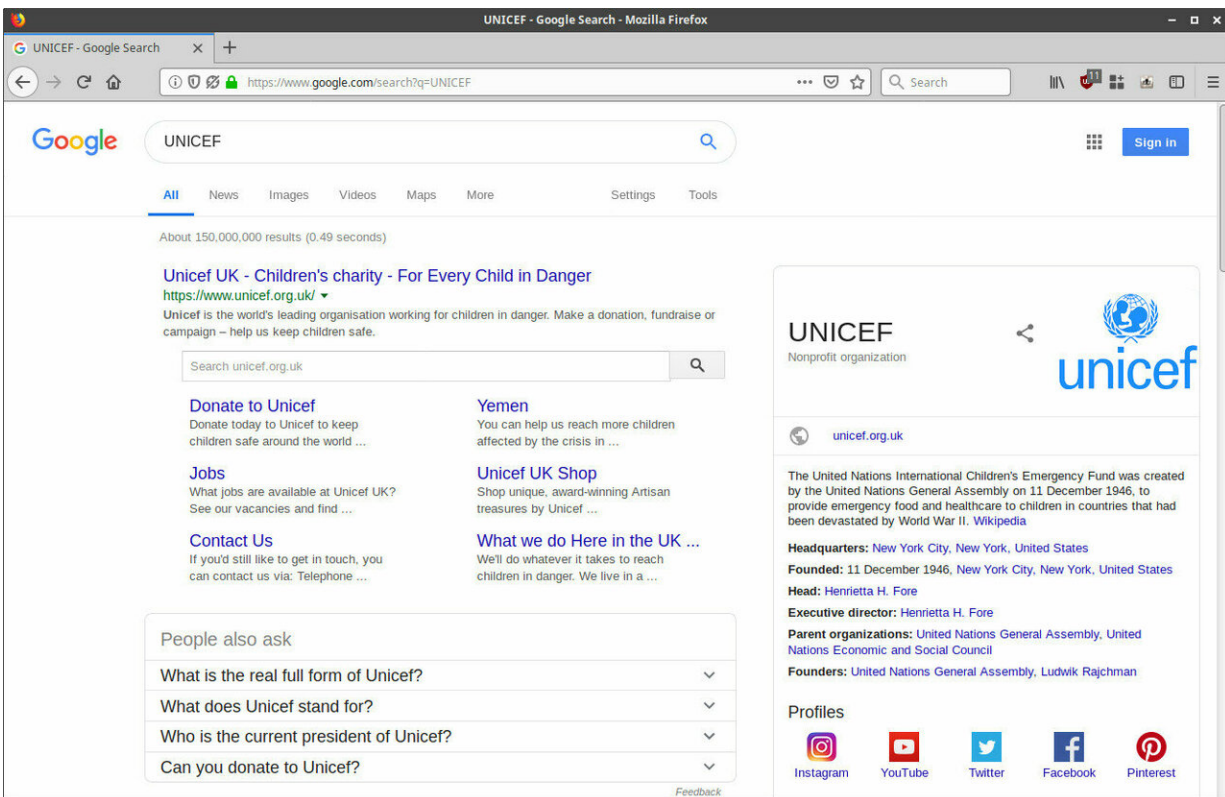 UNICEF - Google Search - Mozilla Firefox
UNICEF - Google Search
https://www.google.com/search?q=UNICEF
Search
11
Google
UNICEF
Sign in
All News Images Videos Maps More Settings Tools
About 150,000,000 results (0.49 seconds)
Unicef UK - Children's charity - For Every Child in Danger
https://www.unicef.org.uk/
Unicef is the world's leading organisation working for children in danger. Make a donation, fundraise or
campaign – help us keep children safe.
Search unicef.org.uk
Donate to Unicef
Donate today to Unicef to keep
children safe around the world ...
Yemen
You can help us reach more children
affected by the crisis in ...
Jobs
What jobs are available at Unicef UK?
See our vacancies and find ...
Unicef UK Shop
Shop unique, award-winning Artisan
treasures by Unicef ...
Contact Us
If you'd still like to get in touch, you
can contact us via: Telephone ...
What we do Here in the UK ...
We'll do whatever it takes to reach
children in danger. We live in a ...
People also ask
What is the real full form of Unicef?
What does Unicef stand for?
Who is the current president of Unicef?
Can you donate to Unicef?
Feedback
UNICEF
Nonprofit organization
unicef
unicef.org.uk
The United Nations International Children's Emergency Fund was created
by the United Nations General Assembly on 11 December 1946, to
provide emergency food and healthcare to children in countries that had
been devastated by World War II. Wikipedia
Headquarters: New York City, New York, United States
Founded: 11 December 1946, New York City, New York, United States
Head: Henrietta H. Fore
Executive director: Henrietta H. Fore
Parent organizations: United Nations General Assembly, United
Nations Economic and Social Council
Founders: United Nations General Assembly, Ludwik Rajchman
Profiles
Instagram YouTube Twitter Facebook Pinterest